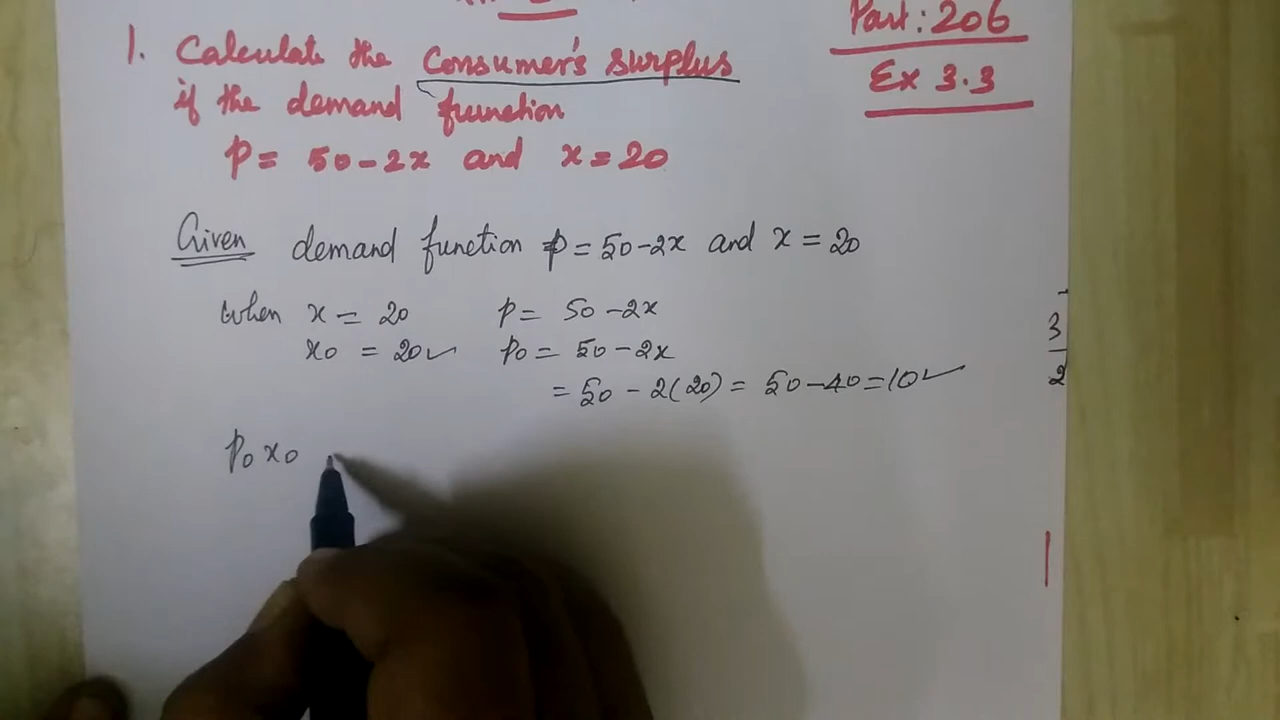 Part: 206
Ex 3.3
1. Calculate the Consumer's surplus
if the demand function
p = 50 - 2x and x = 20
Given demand function p = 50 - 2x and x = 20
When x = 20 p = 50 - 2x
x0 = 20✓ p0 = 50 - 2x
= 50 - 2(20) = 50 - 40 = 10✓
p0 x0
3
2